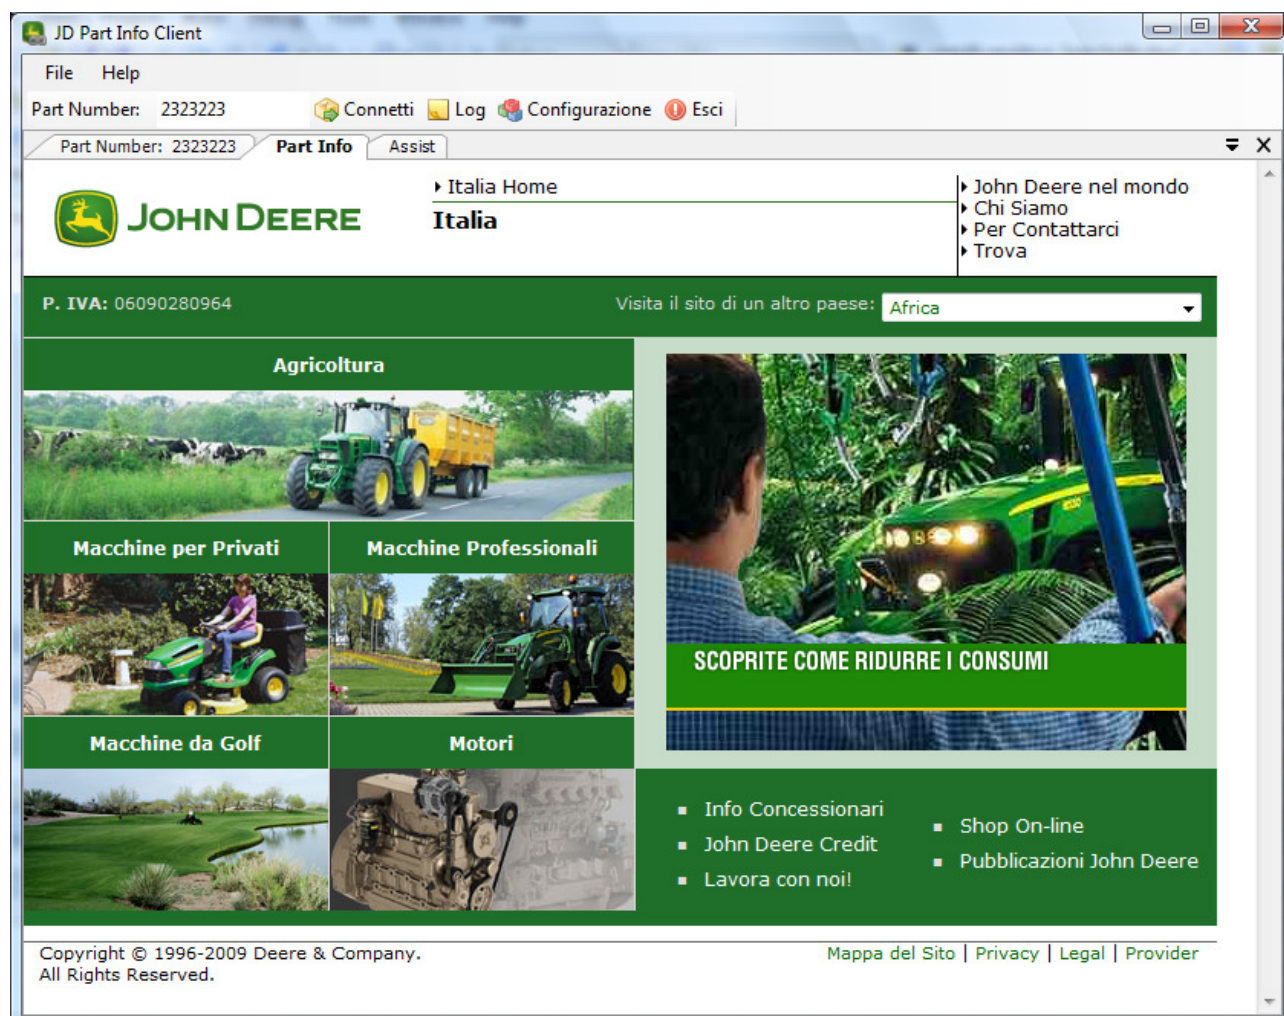 JD Part Info Client
File Help
Part Number: 2323223 Connetti Log Configurazione Esci
Part Number: 2323223 Part Info Assist
JOHN DEERE
Italia Home
Italia
John Deere nel mondo
Chi Siamo
Per Contattarci
Trova
P. IVA: 06090280964
Visita il sito di un altro paese: Africa
Agricoltura
Macchine per Privati
Macchine Professionali
Macchine da Golf
Motori
SCOPRITE COME RIDURRE I CONSUMI
Info Concessionari
John Deere Credit
Lavora con noi!
Shop On-line
Pubblicazioni John Deere
Copyright © 1996-2009 Deere & Company.
All Rights Reserved.
Mappa del Sito | Privacy | Legal | Provider